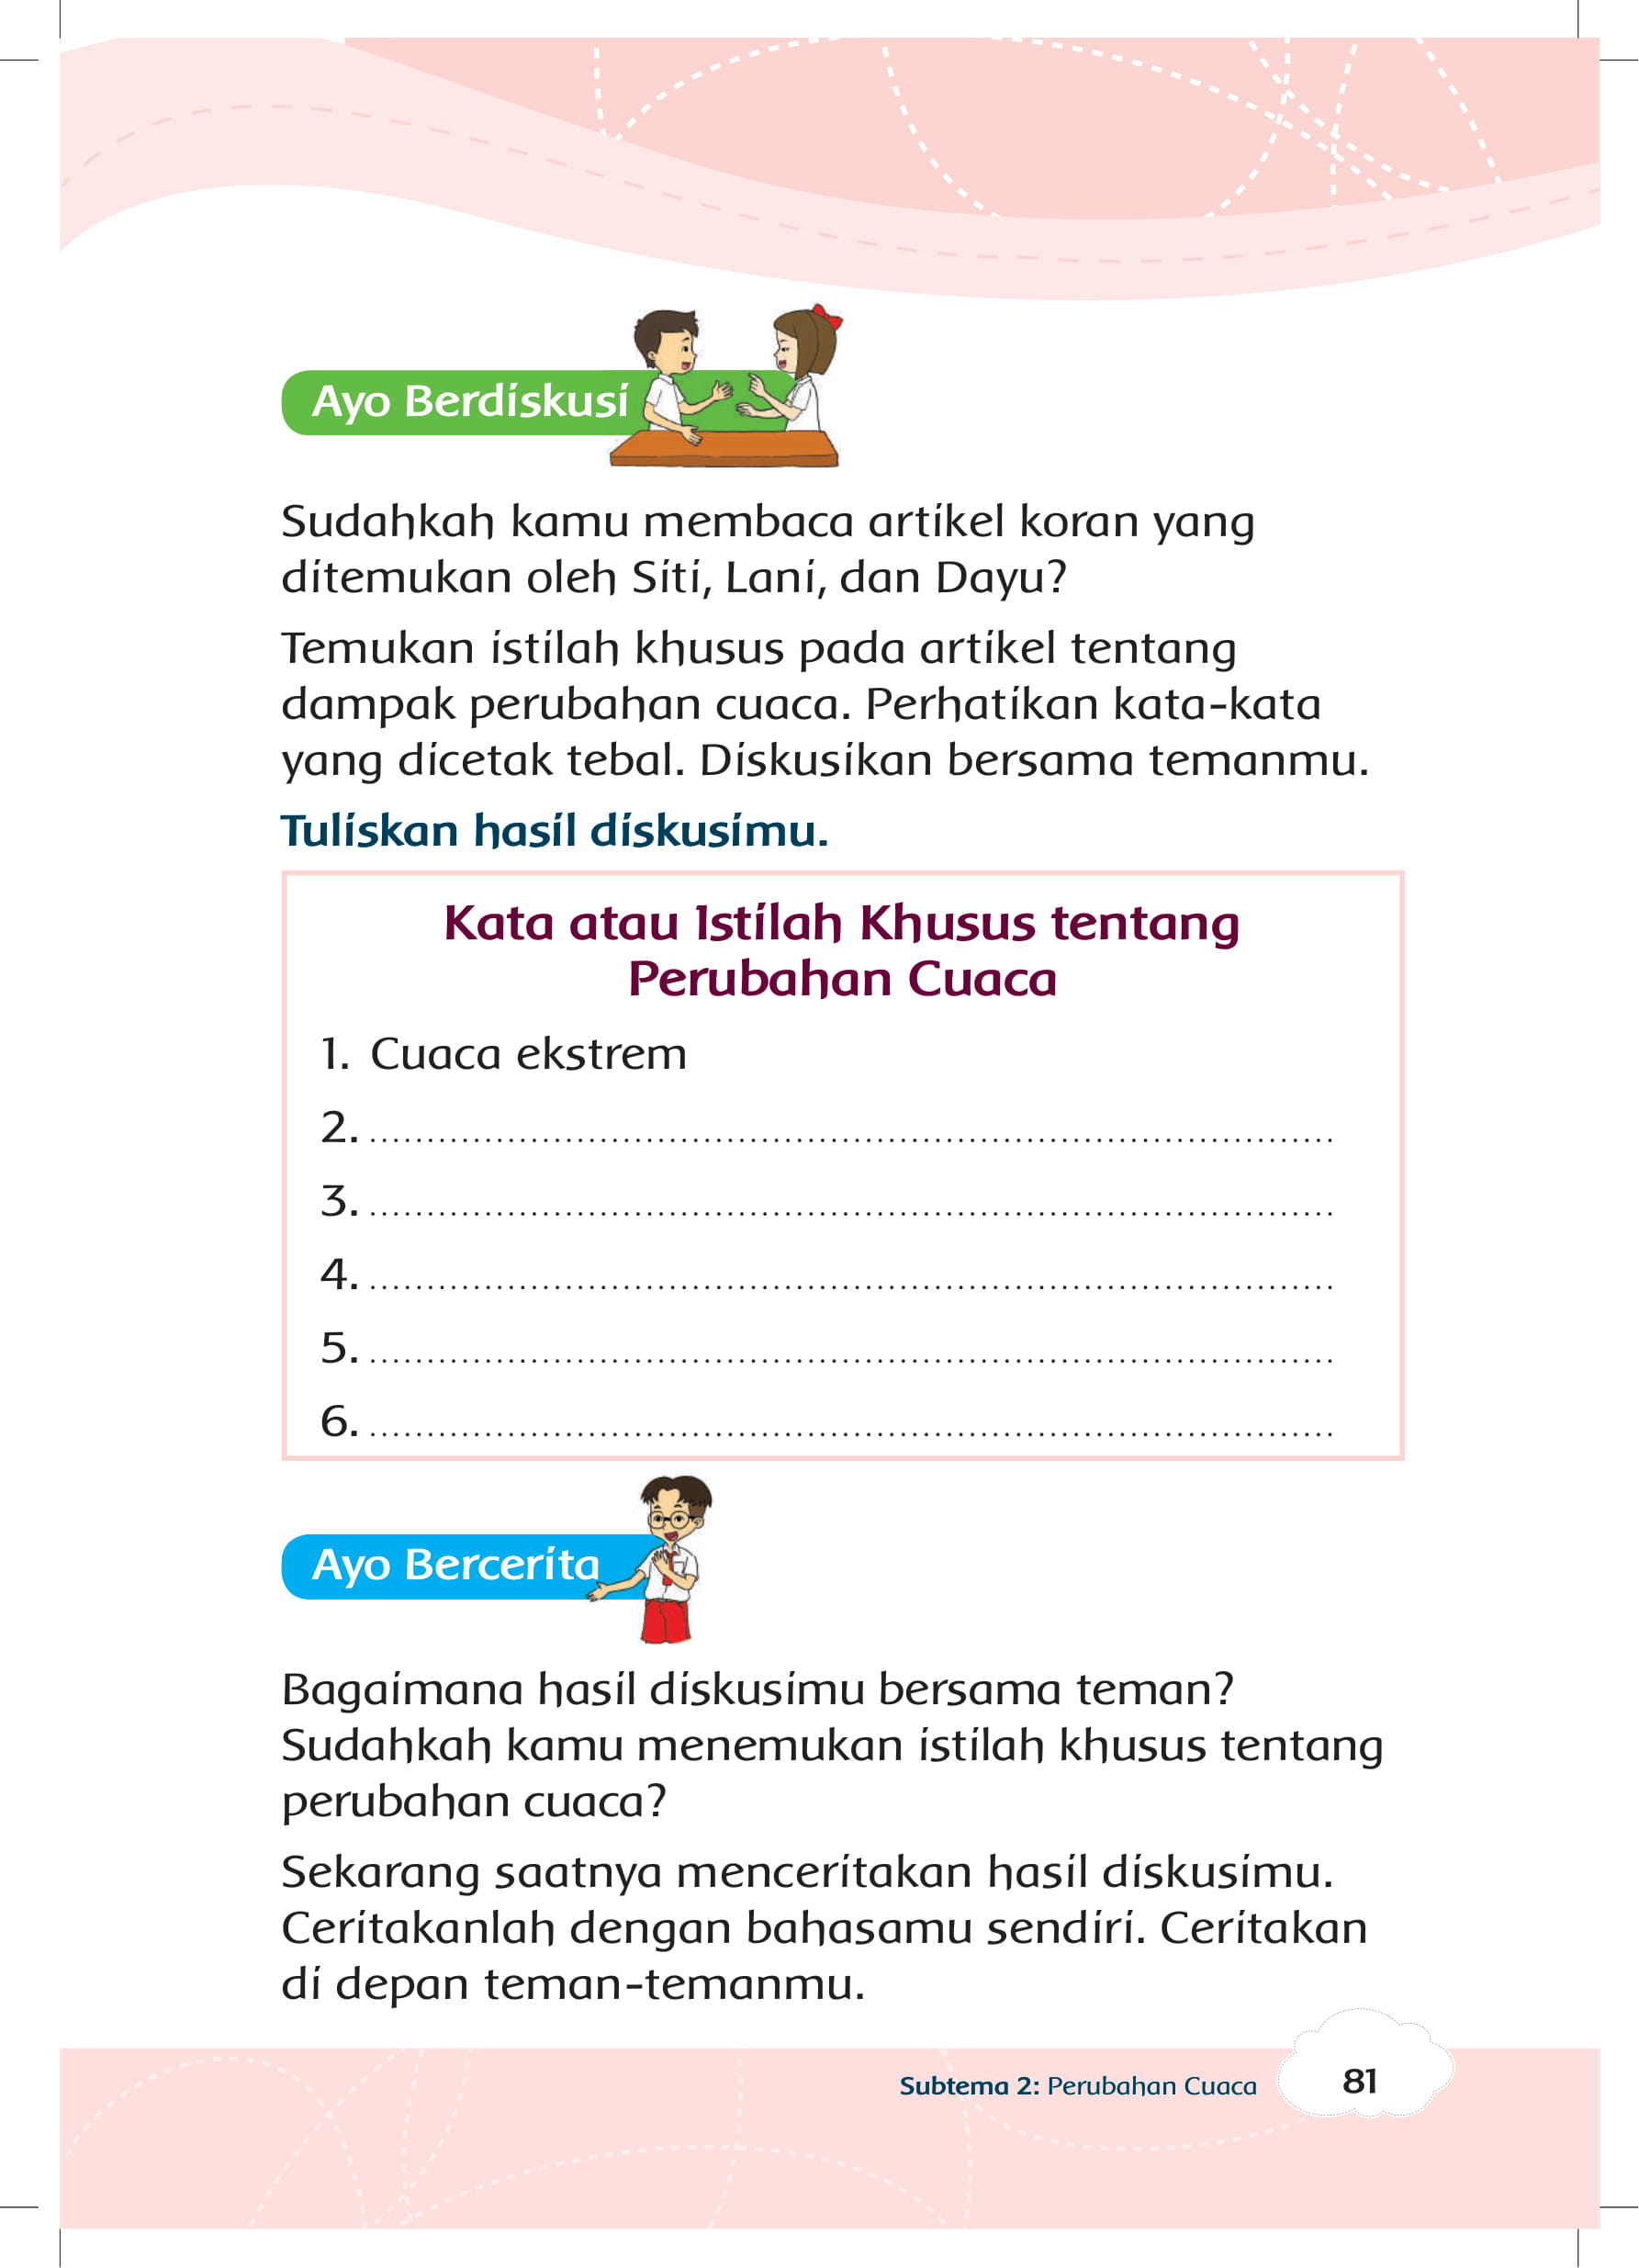 Ayo Berdiskusi
Sudahkah kamu membaca artikel koran yang
ditemukan oleh Siti, Lani, dan Dayu?
Temukan istilah khusus pada artikel tentang
dampak perubahan cuaca. Perhatikan kata-kata
yang dicetak tebal. Diskusikan bersama temanmu.
Tuliskan hasil diskusimu.
Kata atau Istilah Khusus tentang
Perubahan Cuaca
1. Cuaca ekstrem
2. ....................................................................................
3. ....................................................................................
4. ....................................................................................
5. ....................................................................................
6. ....................................................................................
Ayo Bercerita
Bagaimana hasil diskusimu bersama teman?
Sudahkah kamu menemukan istilah khusus tentang
perubahan cuaca?
Sekarang saatnya menceritakan hasil diskusimu.
Ceritakanlah dengan bahasamu sendiri. Ceritakan
di depan teman-temanmu.
Subtema 2: Perubahan Cuaca
81